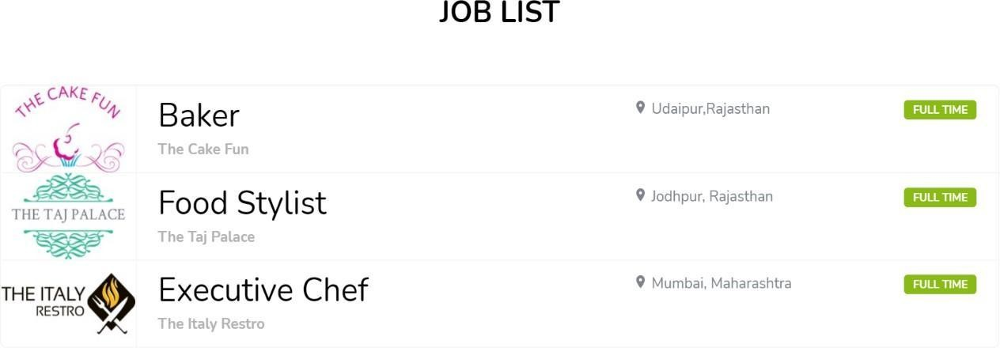 JOB LIST
THE CAKE FUN
Baker
Udaipur,Rajasthan
FULL TIME
The Cake Fun
THE TAJ PALACE
Food Stylist
Jodhpur, Rajasthan
FULL TIME
The Taj Palace
THE ITALY
RESTRO
Executive Chef
Mumbai, Maharashtra
FULL TIME
The Italy Restro